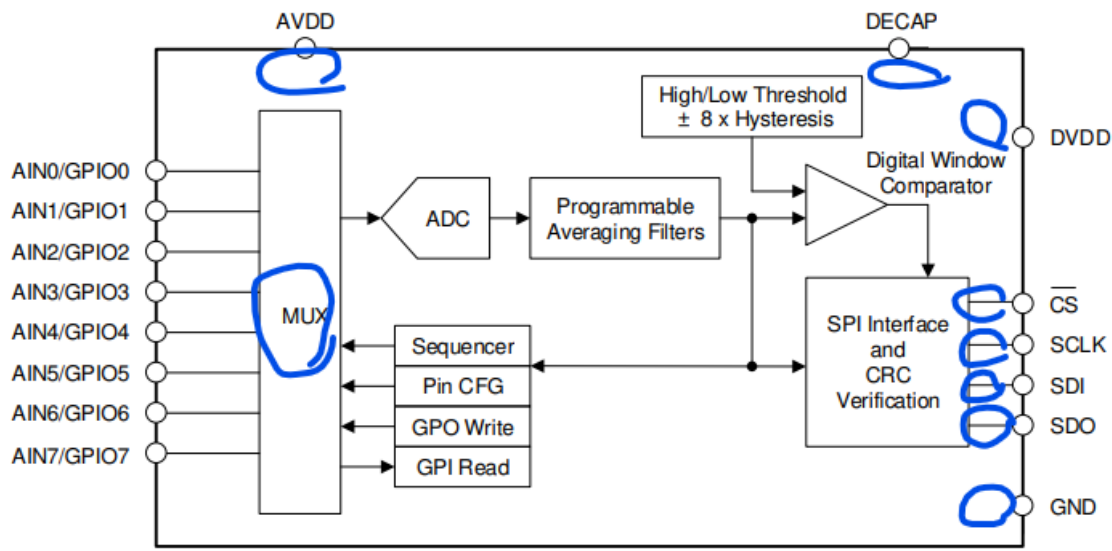 AVDD
DECAP
High/Low Threshold
± 8 x Hysteresis
DVDD
Digital Window
Comparator
AIN0/GPIO0
AIN1/GPIO1
AIN2/GPIO2
AIN3/GPIO3
AIN4/GPIO4
AIN5/GPIO5
AIN6/GPIO6
AIN7/GPIO7
MUX
ADC
Programmable
Averaging Filters
Sequencer
Pin CFG
GPO Write
GPI Read
SPI Interface
and
CRC
Verification
C̅S̅
SCLK
SDI
SDO
GND